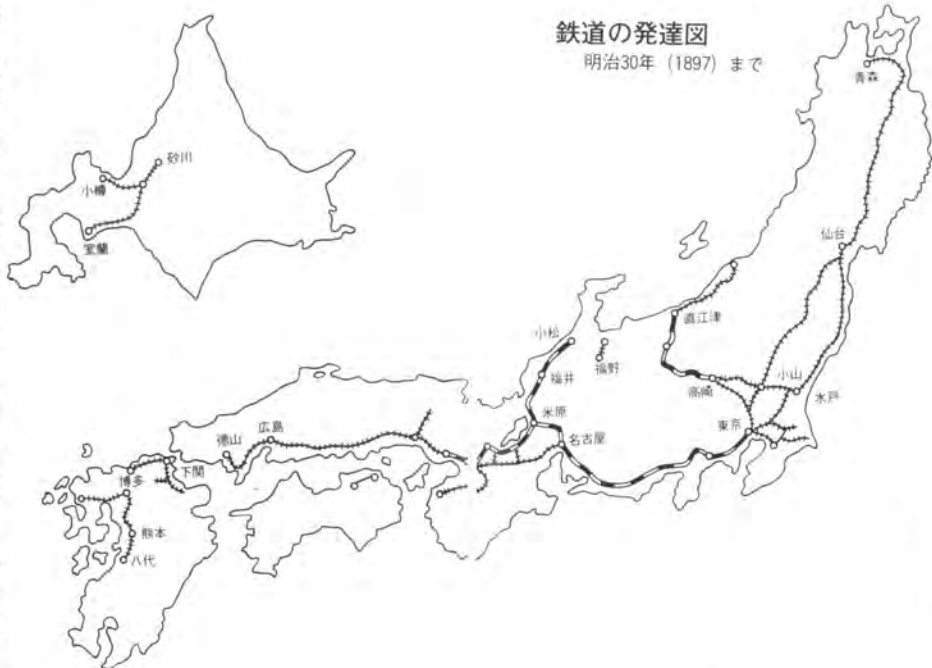 鉄道の発達図
明治30年 (1897) まで
青森
砂川
小樽
室蘭
仙台
直江津
小松
福野
福井
小山
高崎
水戸
米原
東京
名古屋
広島
徳山
下関
博多
熊本
八代